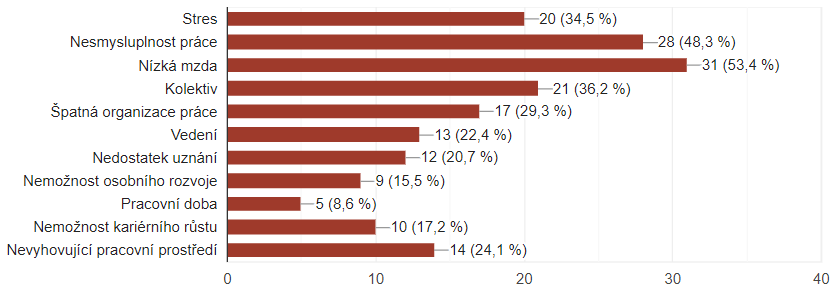 Stres 20 (34,5 %)
Nesmysluplnost práce 28 (48,3 %)
Nízká mzda 31 (53,4 %)
Kolektiv 21 (36,2 %)
Špatná organizace práce 17 (29,3 %)
Vedení 13 (22,4 %)
Nedostatek uznání 12 (20,7 %)
Nemožnost osobního rozvoje 9 (15,5 %)
Pracovní doba 5 (8,6 %)
Nemožnost kariérního růstu 10 (17,2 %)
Nevyhovující pracovní prostředí 14 (24,1 %)
0 10 20 30 40